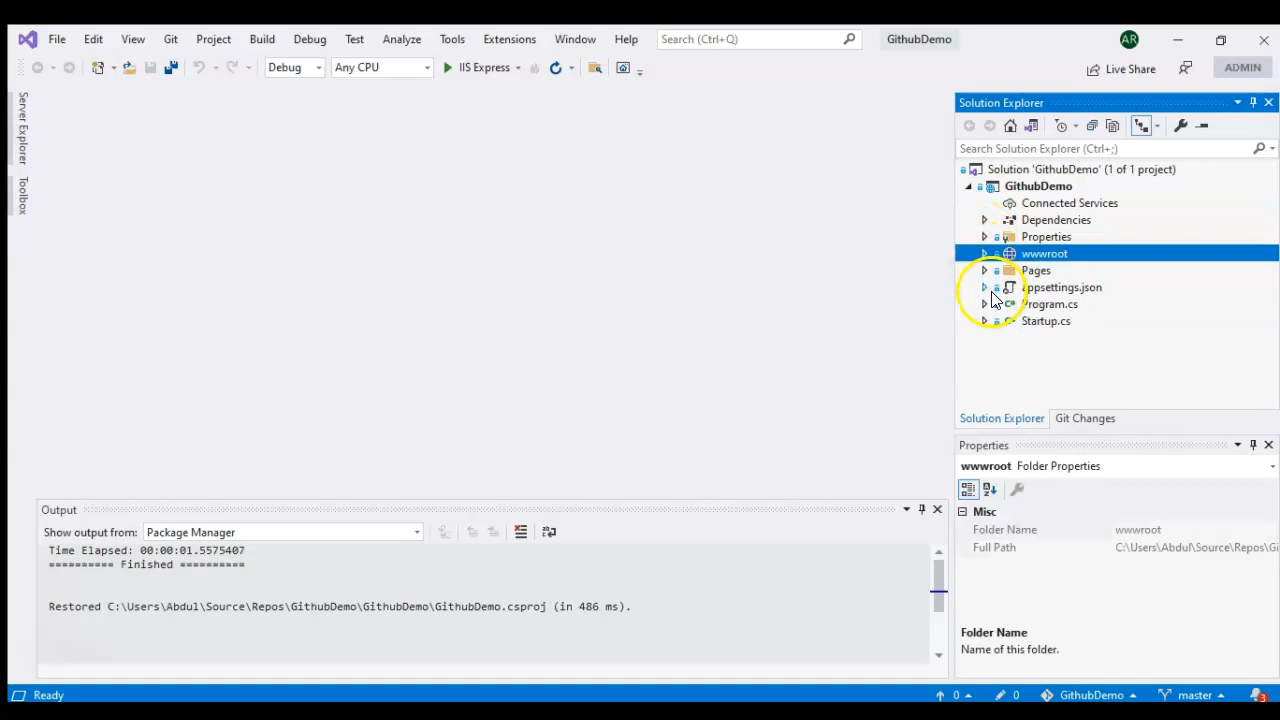 File Edit View Git Project Build Debug Test Analyze Tools Extensions Window Help Search (Ctrl+Q) GithubDemo AR
Debug Any CPU IIS Express Live Share ADMIN
Server Explorer
Toolbox
Solution Explorer
Search Solution Explorer (Ctrl+;)
Solution 'GithubDemo' (1 of 1 project)
GithubDemo
Connected Services
Dependencies
Properties
wwwroot
Pages
appsettings.json
Program.cs
Startup.cs
Solution Explorer Git Changes
Properties
wwwroot Folder Properties
Misc
Folder Name wwwroot
Full Path C:\Users\Abdul\Source\Repos\Gi
Folder Name
Name of this folder.
Output
Show output from: Package Manager
Time Elapsed: 00:00:01.5575407
========== Finished ==========
Restored C:\Users\Abdul\Source\Repos\GithubDemo\GithubDemo\GithubDemo.csproj (in 486 ms).
Ready 0 0 GithubDemo master 3